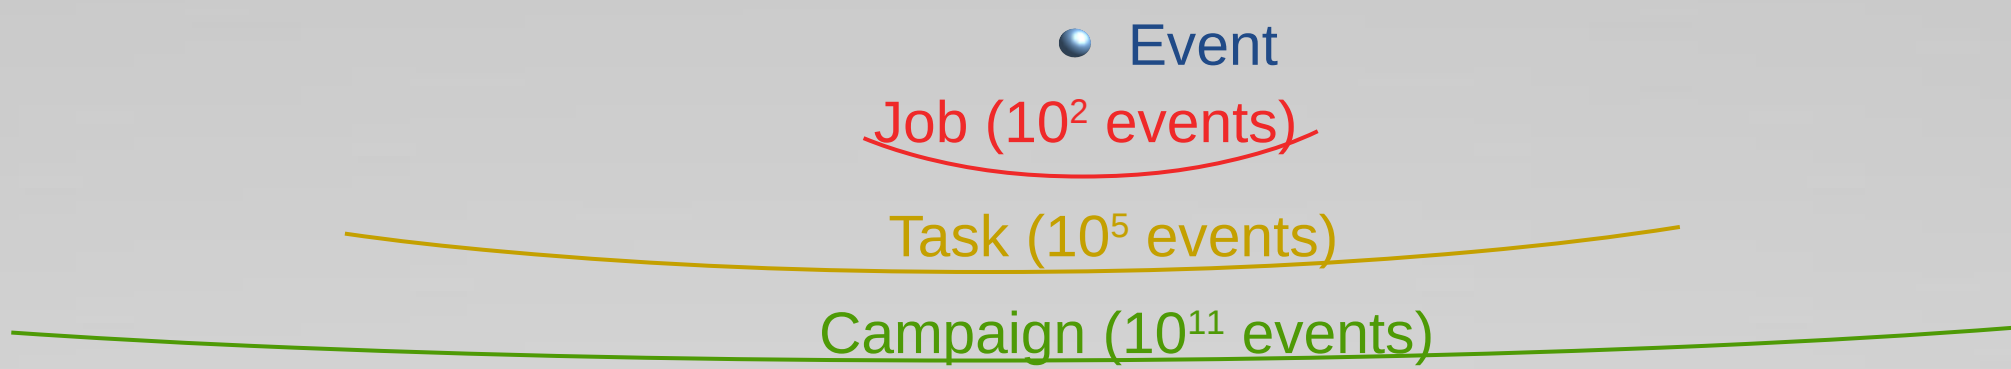 Event
Job (10² events)
Task (10⁵ events)
Campaign (10¹¹ events)